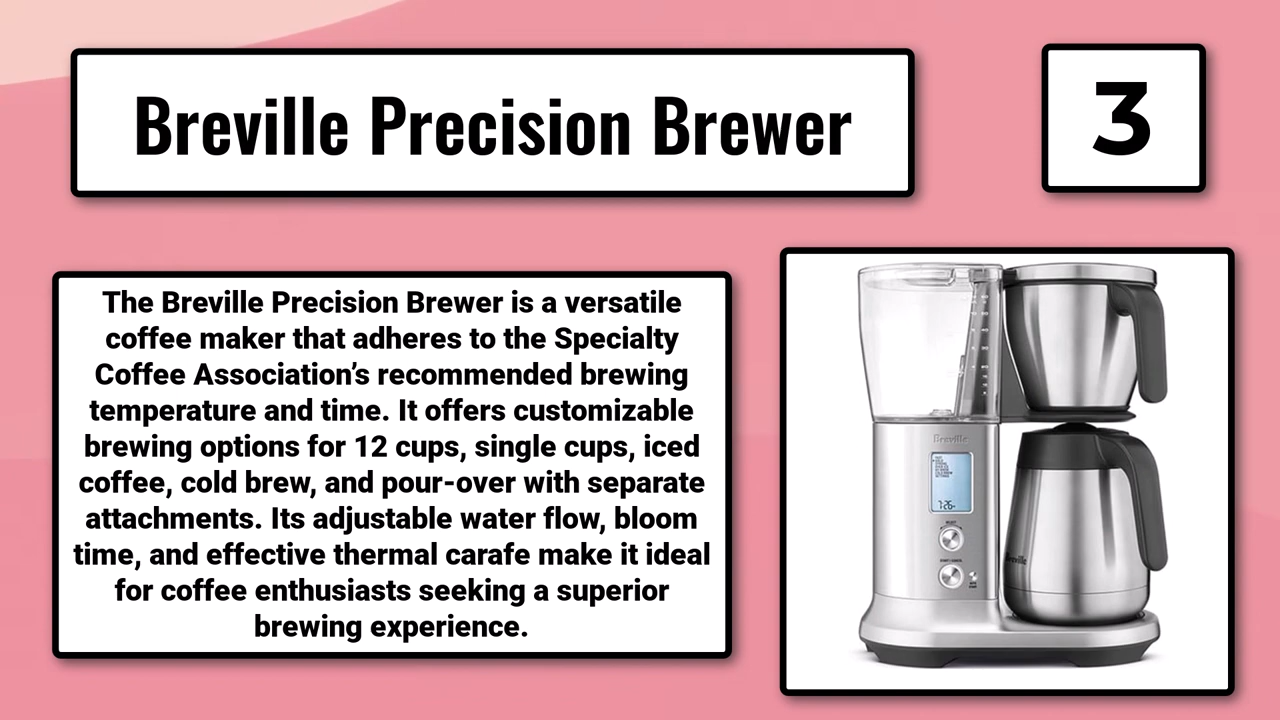 Breville Precision Brewer
3
The Breville Precision Brewer is a versatile
coffee maker that adheres to the Specialty
Coffee Association’s recommended brewing
temperature and time. It offers customizable
brewing options for 12 cups, single cups, iced
coffee, cold brew, and pour-over with separate
attachments. Its adjustable water flow, bloom
time, and effective thermal carafe make it ideal
for coffee enthusiasts seeking a superior
brewing experience.
Breville
7:26
Breville